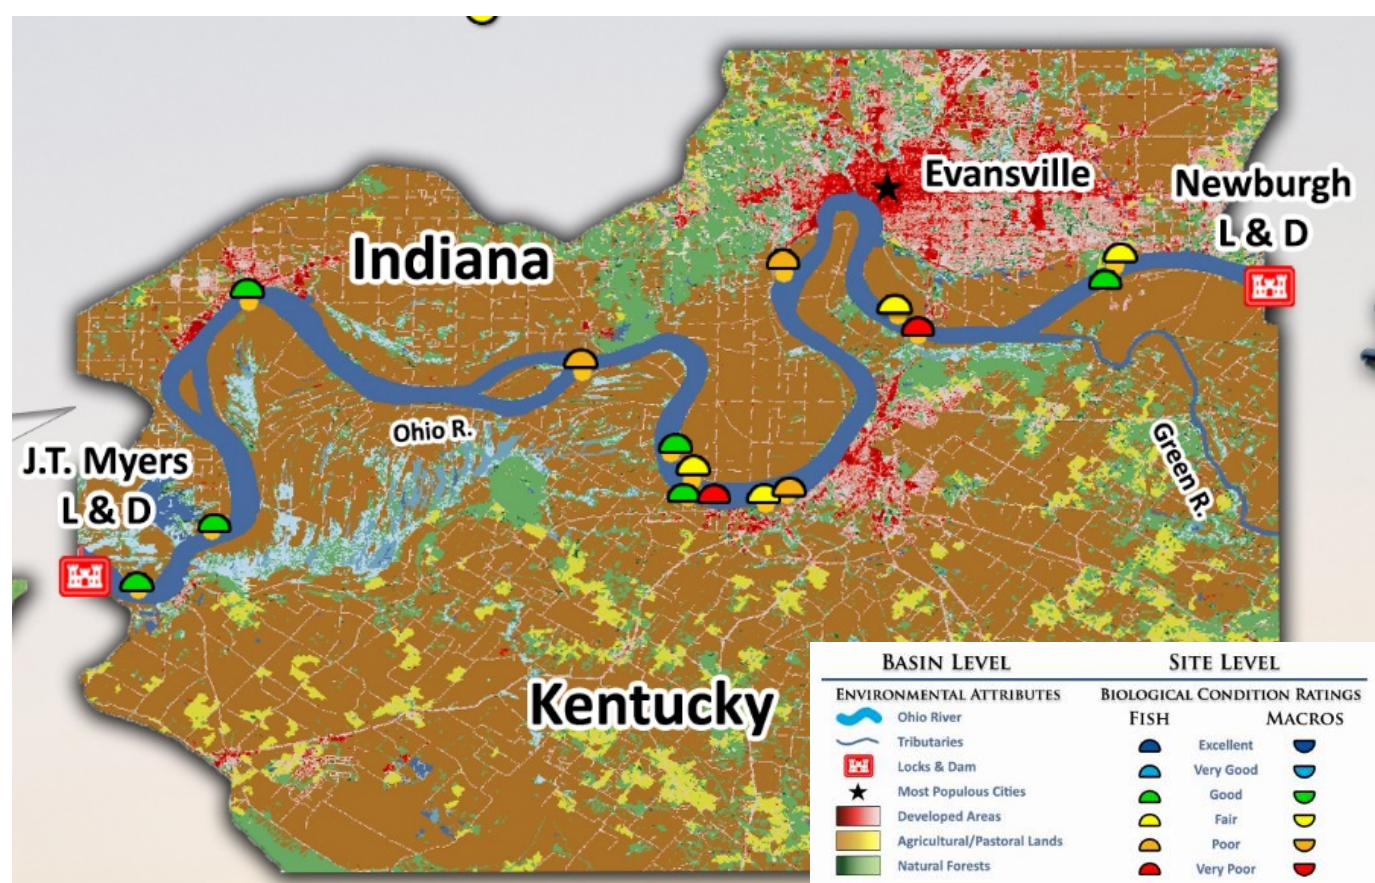 Evansville
Newburgh
L & D
Indiana
Ohio R.
J.T. Myers
L & D
Green R.
Kentucky
BASIN LEVEL
SITE LEVEL
ENVIRONMENTAL ATTRIBUTES
BIOLOGICAL CONDITION RATINGS
Ohio River
FISH
MACROS
Tributaries
Excellent
Locks & Dam
Very Good
Most Populous Cities
Good
Developed Areas
Fair
Agricultural/Pastoral Lands
Poor
Natural Forests
Very Poor